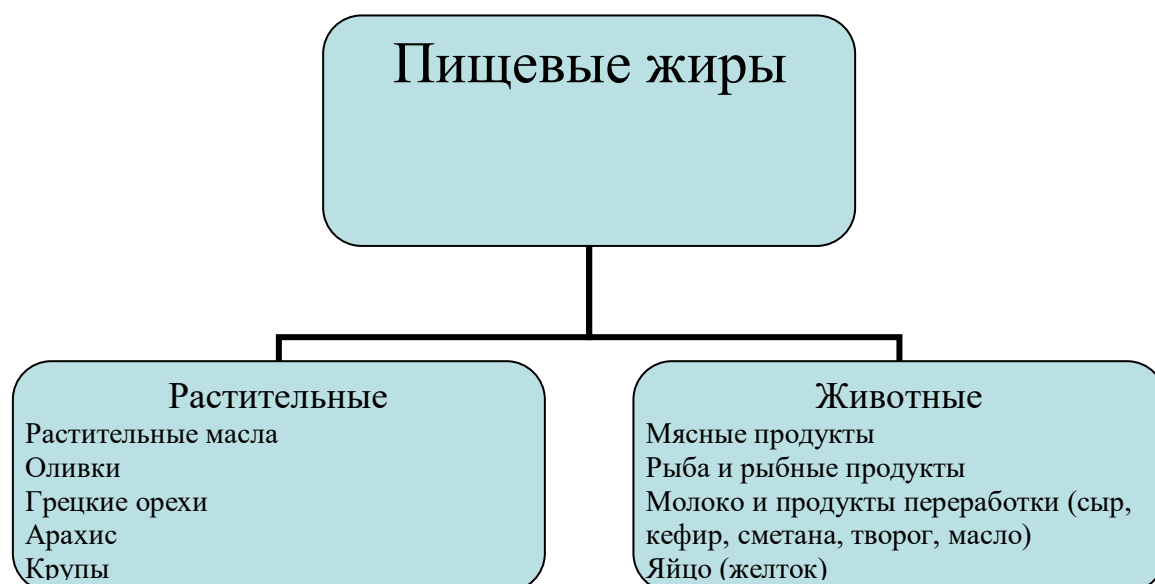 Пищевые жиры
Растительные
Растительные масла
Оливки
Грецкие орехи
Арахис
Крупы
Животные
Мясные продукты
Рыба и рыбные продукты
Молоко и продукты переработки (сыр,
кефир, сметана, творог, масло)
Яйцо (желток)